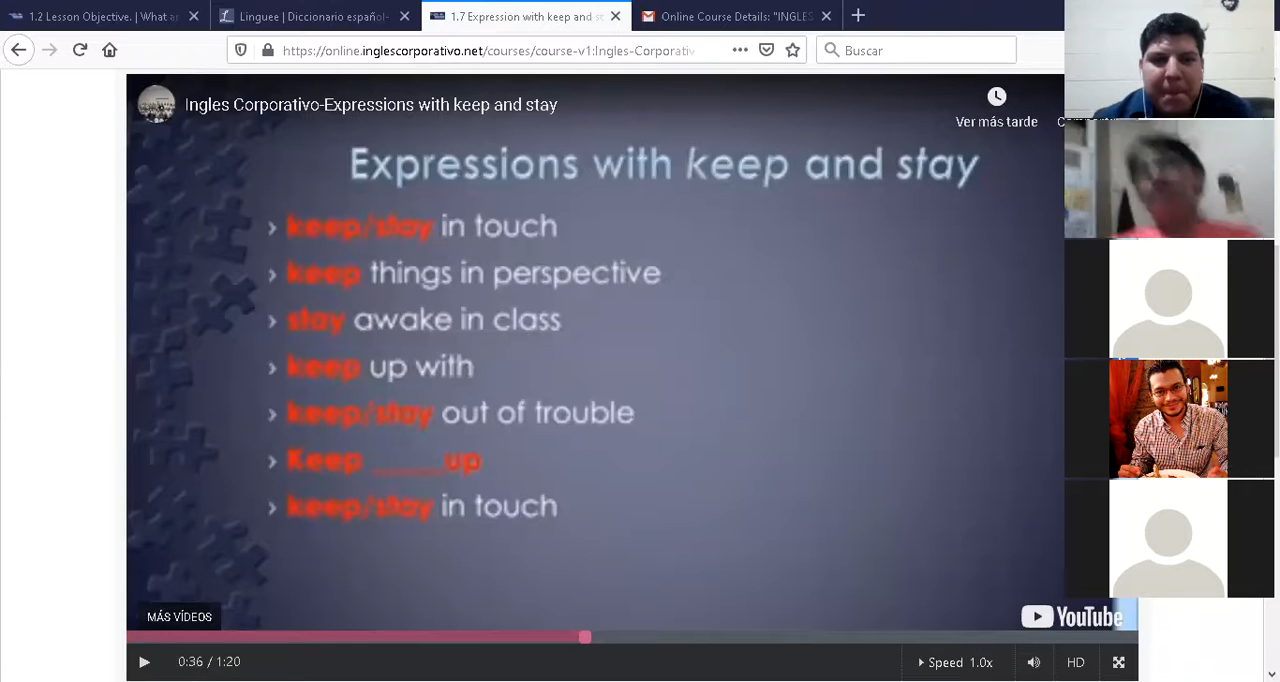 1.2 Lesson Objective. | What a
Linguee | Diccionario español-
1.7 Expression with keep and st
Online Course Details: "INGLES
https://online.inglescorporativo.net/courses/course-v1:Ingles-Corporativ
Buscar
Ingles Corporativo-Expressions with keep and stay
Ver más tarde
Expressions with keep and stay
› keep/stay in touch
› keep things in perspective
› stay awake in class
› keep up with
› keep/stay out of trouble
› Keep _____up
› keep/stay in touch
MÁS VÍDEOS
YouTube
0:36 / 1:20
Speed 1.0x
HD